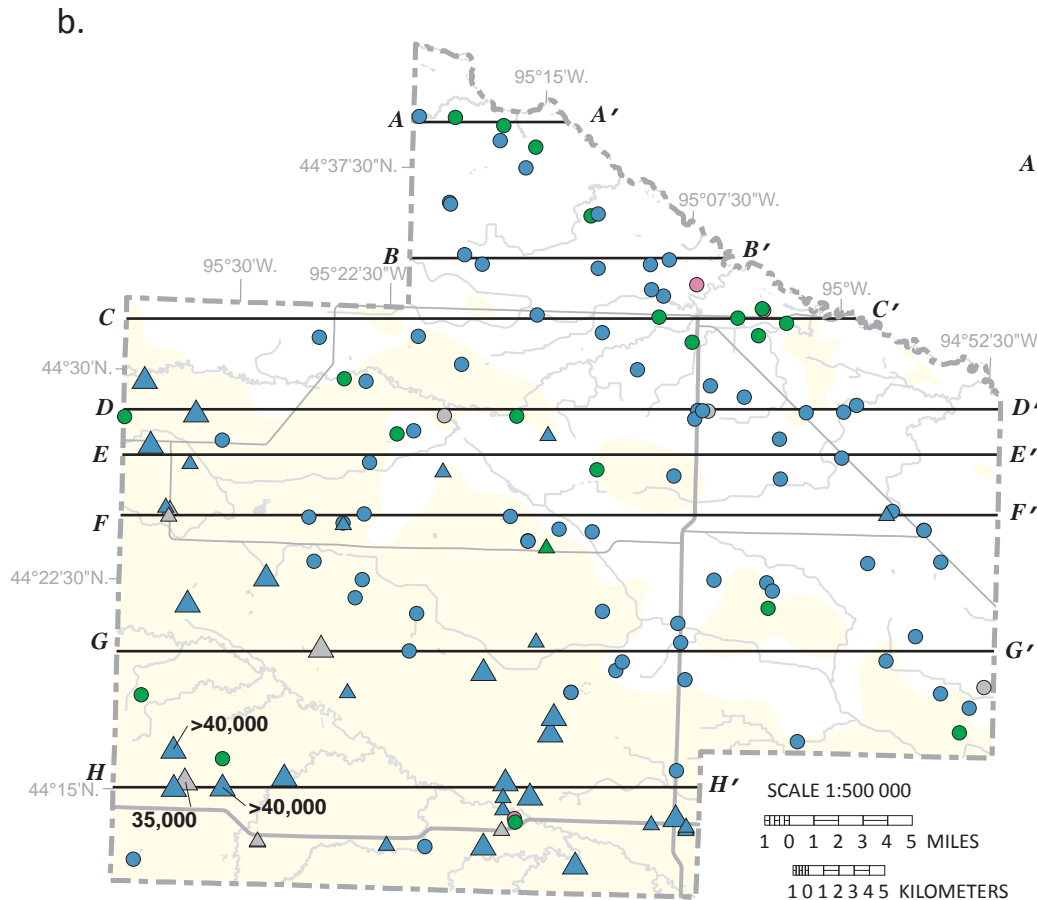 b.
95°15'W.
A A′
44°37'30"N.
A
95°07'30"W.
B B′
95°30'W.
95°22'30"W
95°W.
C C′
94°52'30"W
44°30'N.
D D′
E E′
F F′
44°22'30"N.
G G′
>40,000
H H′
44°15'N.
>40,000
35,000
SCALE 1:500 000
1 0 1 2 3 4 5 MILES
1 0 1 2 3 4 5 KILOMETERS